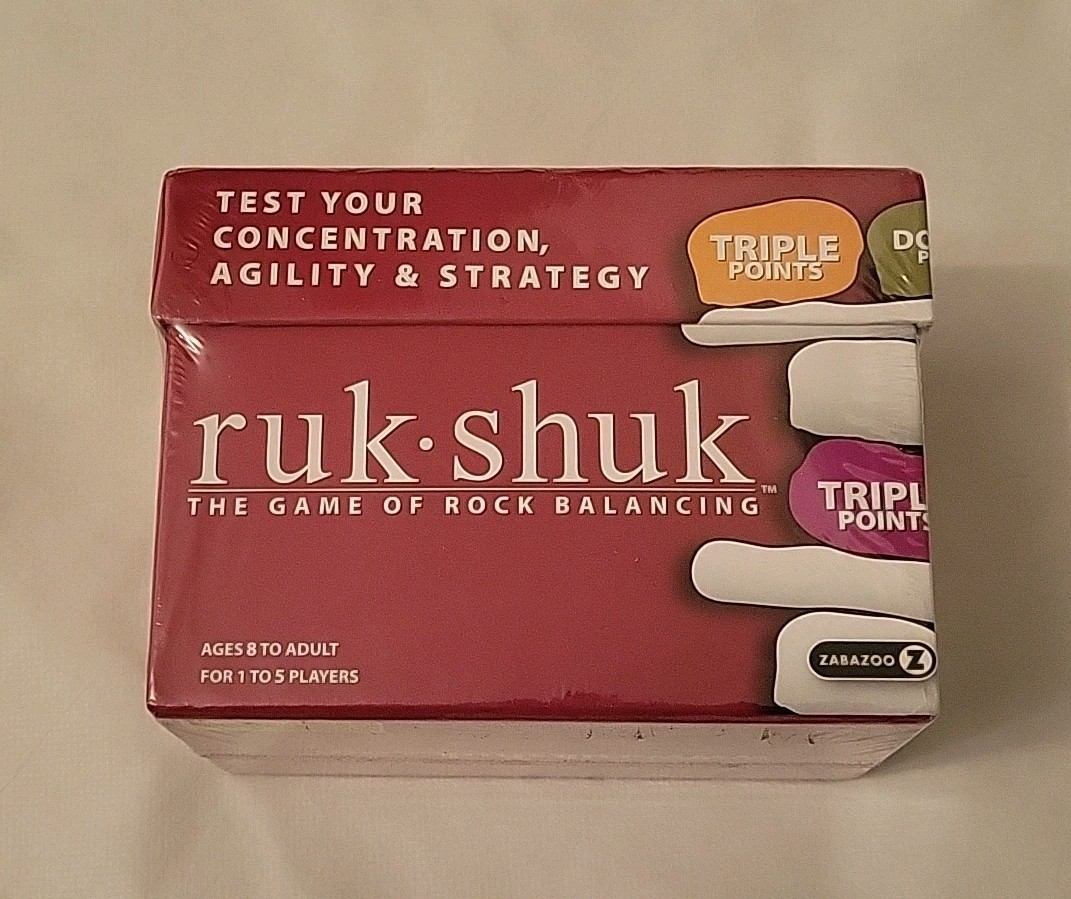 TEST YOUR
CONCENTRATION,
AGILITY & STRATEGY
TRIPLE
POINTS
ruk·shuk
THE GAME OF ROCK BALANCING™
POINTS
AGES 8 TO ADULT
FOR 1 TO 5 PLAYERS
ZABAZOO Z